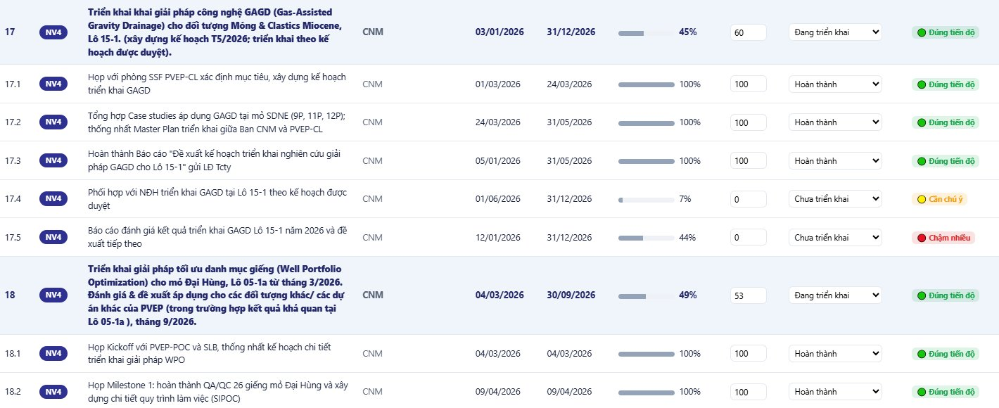 17 NV4 Triển khai khai giải pháp công nghệ GAGD (Gas-Assisted
Gravity Drainage) cho đối tượng Móng & Clastics Miocene,
Lô 15-1. (xây dựng kế hoạch T5/2026; triển khai theo kế
hoạch được duyệt). CNM 03/01/2026 31/12/2026 45% 60 Đang triển khai Đúng tiến độ
17.1 NV4 Họp với phòng SSF PVEP-CL xác định mục tiêu, xây dựng kế hoạch
triển khai GAGD CNM 01/03/2026 24/03/2026 100% 100 Hoàn thành Đúng tiến độ
17.2 NV4 Tổng hợp Case studies áp dụng GAGD tại mỏ SDNE (9P, 11P, 12P);
thống nhất Master Plan triển khai giữa Ban CNM và PVEP-CL CNM 24/03/2026 31/05/2026 100% 100 Hoàn thành Đúng tiến độ
17.3 NV4 Hoàn thành Báo cáo "Đề xuất kế hoạch triển khai nghiên cứu giải
pháp GAGD cho Lô 15-1" gửi LĐ Tcty CNM 05/01/2026 31/05/2026 100% 100 Hoàn thành Đúng tiến độ
17.4 NV4 Phối hợp với NĐH triển khai GAGD tại Lô 15-1 theo kế hoạch được
duyệt CNM 01/06/2026 31/12/2026 7% 0 Chưa triển khai Cần chú ý
17.5 NV4 Báo cáo đánh giá kết quả triển khai GAGD Lô 15-1 năm 2026 và đề
xuất tiếp theo CNM 12/01/2026 31/12/2026 44% 0 Chưa triển khai Chậm nhiều
18 NV4 Triển khai giải pháp tối ưu danh mục giếng (Well Portfolio
Optimization) cho mỏ Đại Hùng, Lô 05-1a từ tháng 3/2026.
Đánh giá & đề xuất áp dụng cho các đối tượng khác/ các dự
án khác của PVEP (trong trường hợp kết quả khả quan tại
Lô 05-1a ), tháng 9/2026. CNM 04/03/2026 30/09/2026 49% 53 Đang triển khai Đúng tiến độ
18.1 NV4 Họp Kickoff với PVEP-POC và SLB, thống nhất kế hoạch chi tiết
triển khai giải pháp WPO CNM 04/03/2026 04/03/2026 100% 100 Hoàn thành Đúng tiến độ
18.2 NV4 Họp Milestone 1: hoàn thành QA/QC 26 giếng mỏ Đại Hùng và xây
dựng chi tiết quy trình làm việc (SIPOC) CNM 09/04/2026 09/04/2026 100% 100 Hoàn thành Đúng tiến độ